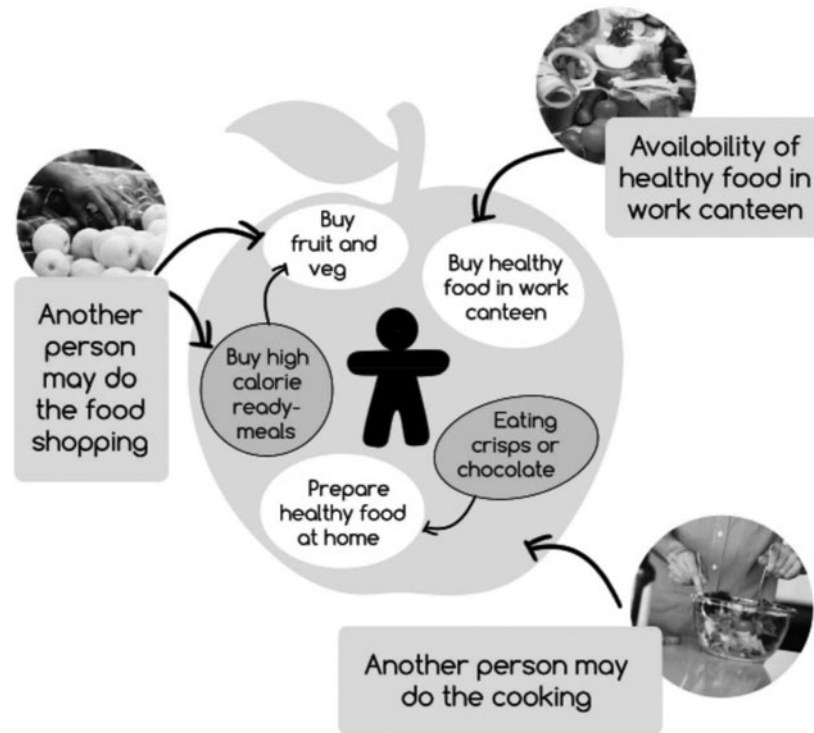 Availability of
healthy food in
work canteen
Buy
fruit and
veg
Buy healthy
food in work
canteen
Another
person
may do
the food
shopping
Buy high
calorie
ready-
meals
Eating
crisps or
chocolate
Prepare
healthy food
at home
Another person may
do the cooking